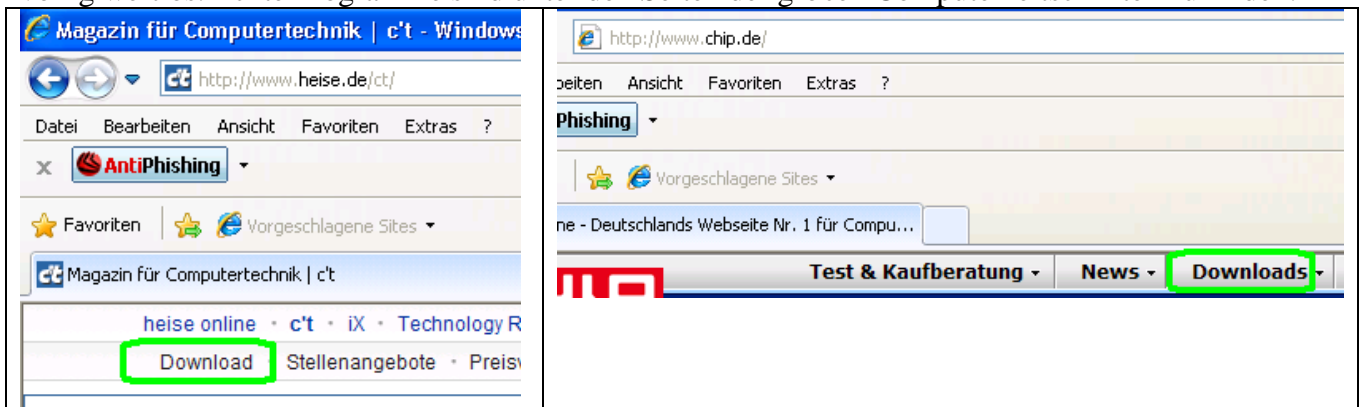 Magazin für Computertechnik | c't - Windows
http://www.heise.de/ct/
Datei Bearbeiten Ansicht Favoriten Extras ?
x AntiPhishing
Favoriten Vorgeschlagene Sites
Magazin für Computertechnik | c't
heise online · c't · iX · Technology R
Download · Stellenangebote · Preisv
http://www.chip.de/
beiten Ansicht Favoriten Extras ?
Phishing
Vorgeschlagene Sites
ne - Deutschlands Webseite Nr. 1 für Compu...
Test & Kaufberatung News Downloads